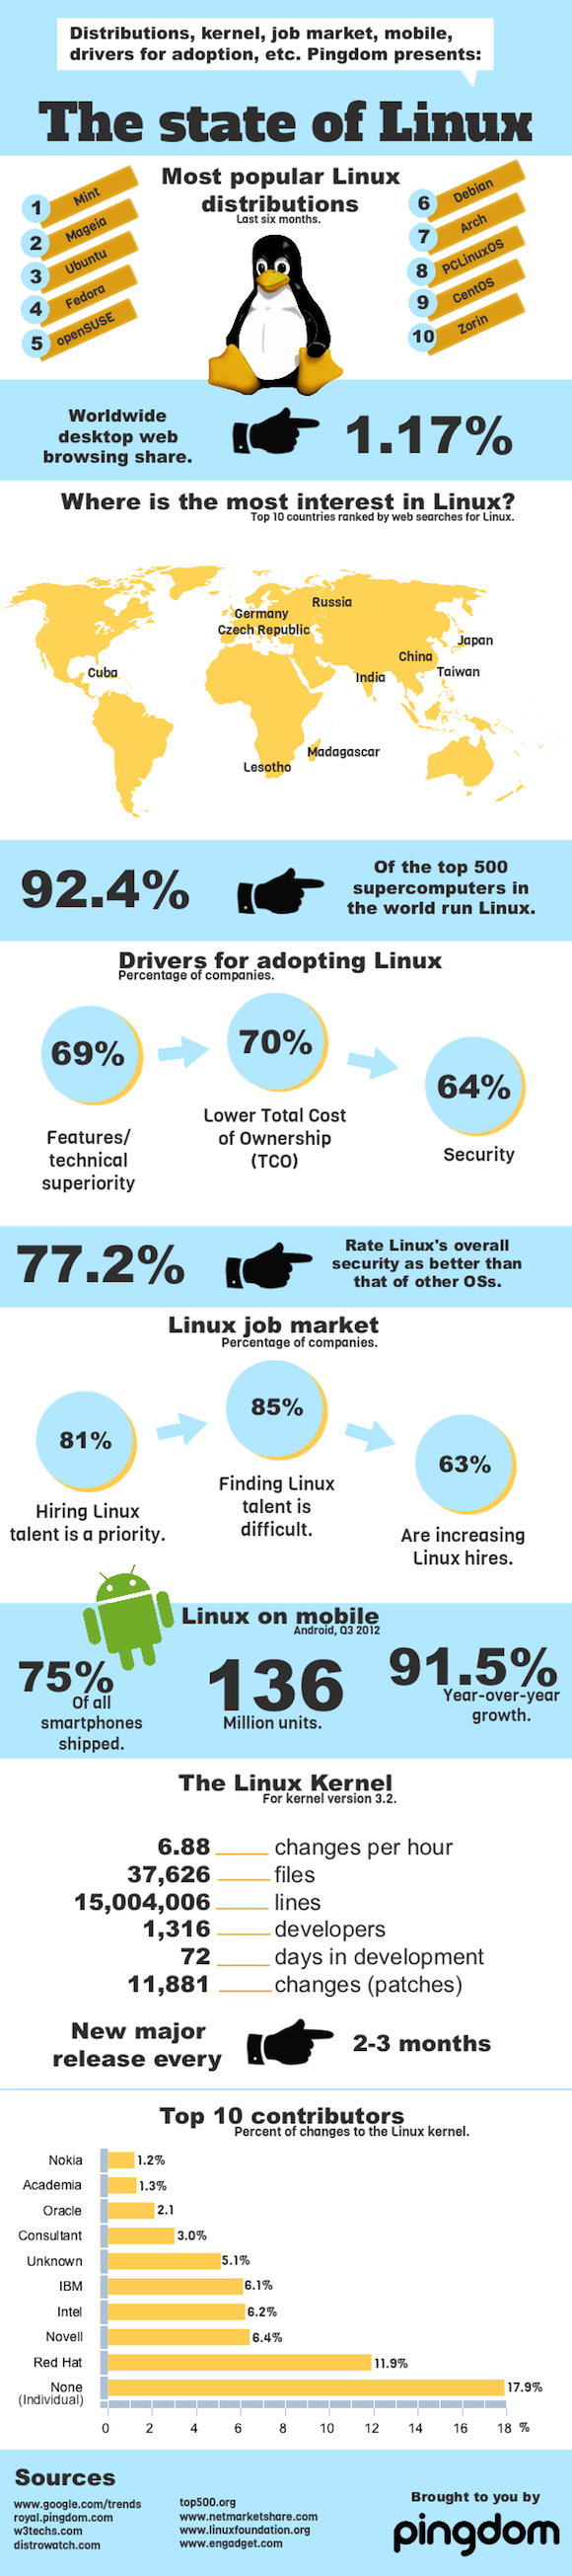 Distributions, kernel, job market, mobile,
drivers for adoption, etc. Pingdom presents:
The state of Linux
Most popular Linux
distributions
Last six months.
1 Mint
2 Mageia
3 Ubuntu
4 Fedora
5 openSUSE
6 Debian
7 Arch
8 PCLinuxOS
9 CentOS
10 Zorin
Worldwide
desktop web
browsing share.
1.17%
Where is the most interest in Linux?
Top 10 countries ranked by web searches for Linux.
Russia
Germany
Czech Republic
Japan
China
Cuba
India
Taiwan
Madagascar
Lesotho
92.4%
Of the top 500
supercomputers in
the world run Linux.
Drivers for adopting Linux
Percentage of companies.
69%
Features/
technical
superiority
70%
Lower Total Cost
of Ownership
(TCO)
64%
Security
77.2%
Rate Linux's overall
security as better than
that of other OSs.
Linux job market
Percentage of companies.
81%
Hiring Linux
talent is a priority.
85%
Finding Linux
talent is
difficult.
63%
Are increasing
Linux hires.
Linux on mobile
Android, Q3 2012
75%
Of all
smartphones
shipped.
136
Million units.
91.5%
Year-over-year
growth.
The Linux Kernel
For kernel version 3.2.
6.88 changes per hour
37,626 files
15,004,006 lines
1,316 developers
72 days in development
11,881 changes (patches)
New major
release every
2-3 months
Top 10 contributors
Percent of changes to the Linux kernel.
Nokia 1.2%
Academia 1.3%
Oracle 2.1
Consultant 3.0%
Unknown 5.1%
IBM 6.1%
Intel 6.2%
Novell 6.4%
Red Hat 11.9%
None 17.9%
(Individual)
0 2 4 6 8 10 12 14 16 18 %
Sources
www.google.com/trends
royal.pingdom.com
w3techs.com
distrowatch.com
top500.org
www.netmarketshare.com
www.linuxfoundation.org
www.engadget.com
Brought to you by
pingdom